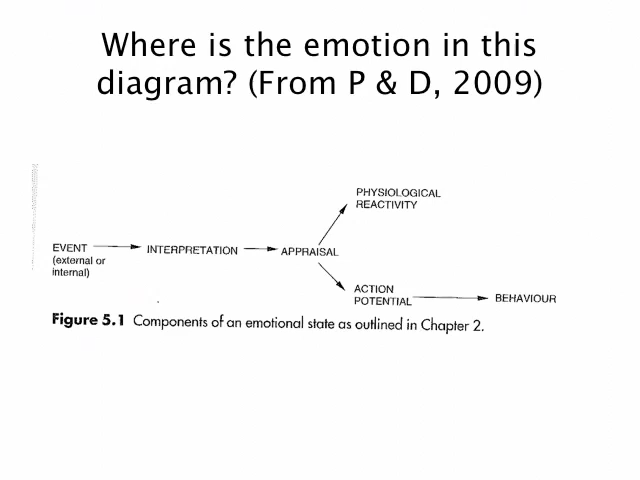 Where is the emotion in this
diagram? (From P & D, 2009)
PHYSIOLOGICAL
REACTIVITY
EVENT
(external or
internal)
INTERPRETATION
APPRAISAL
ACTION
POTENTIAL
BEHAVIOUR
Figure 5.1 Components of an emotional state as outlined in Chapter 2.